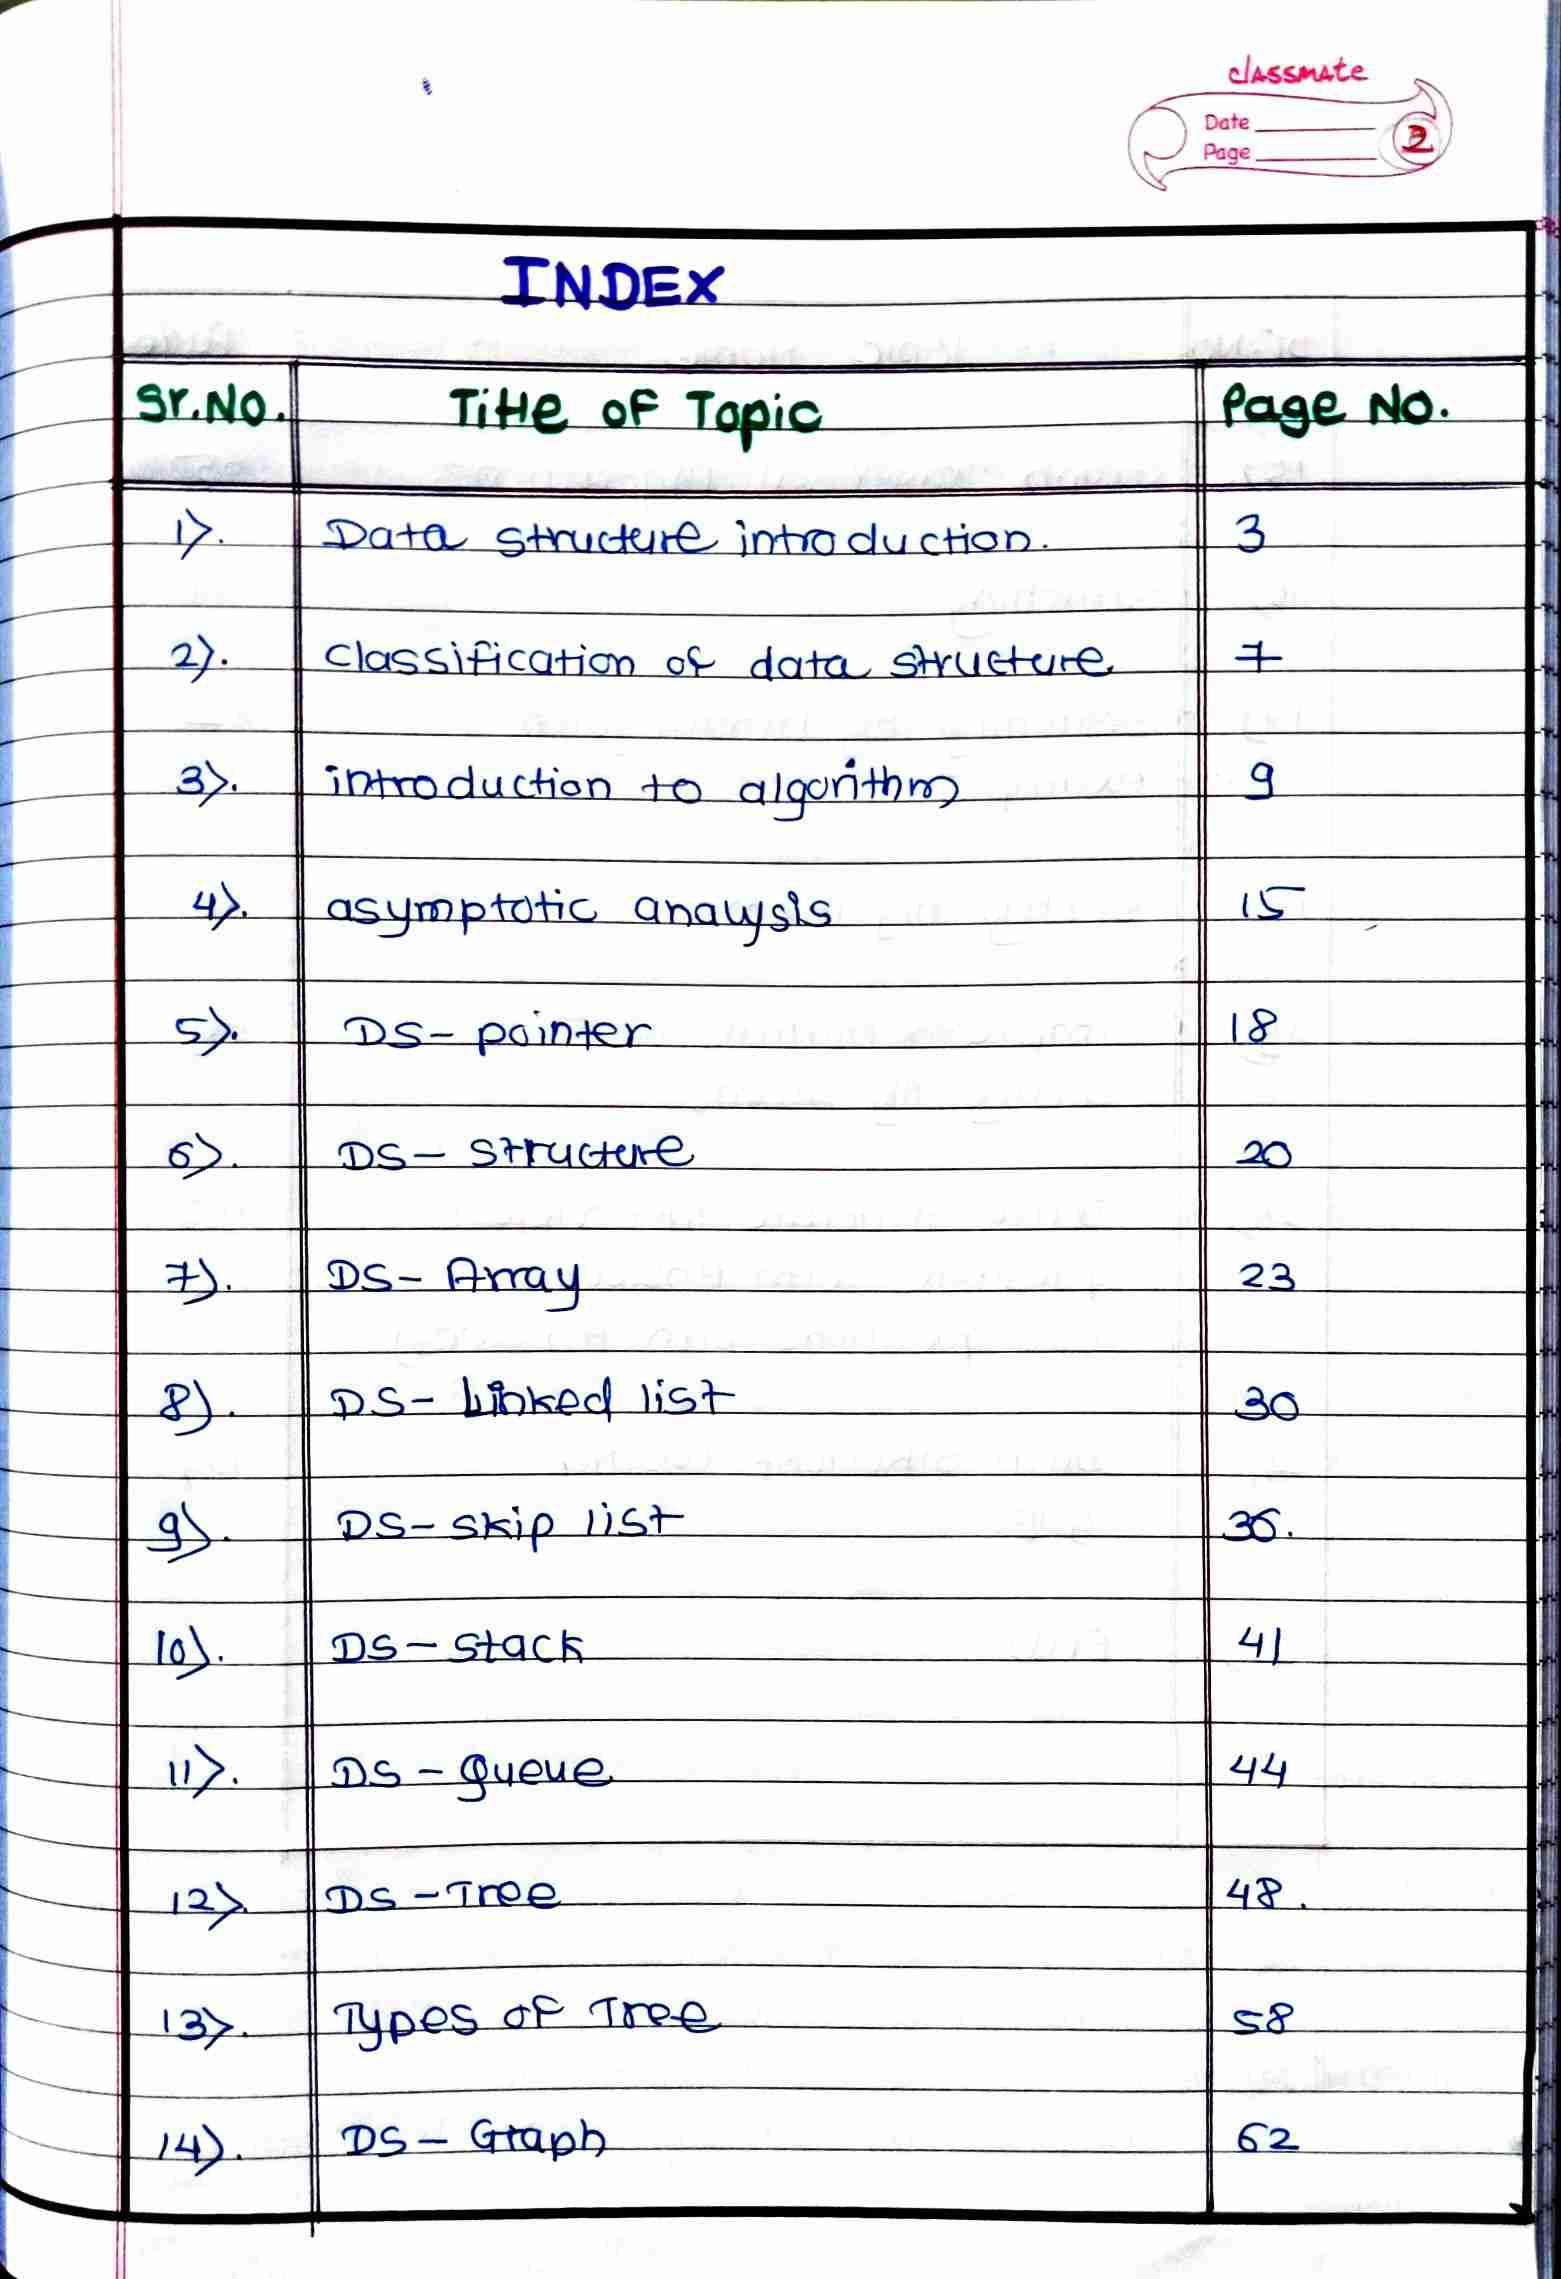 classmate
Date
Page 2
INDEX
Sr.No. Title of Topic Page No.
1). Data structure introduction. 3
2). classification of data structure 7
3). introduction to algorithm 9
4). asymptotic analysis 15
5). DS- pointer 18
6). DS- structure 20
7). DS- Array 23
8). DS- Linked list 30
9). DS- skip list 36.
10). DS- stack 41
11). DS - queue 44
12). DS - Tree 48.
13). Types of Tree 58
14). DS - Graph 62